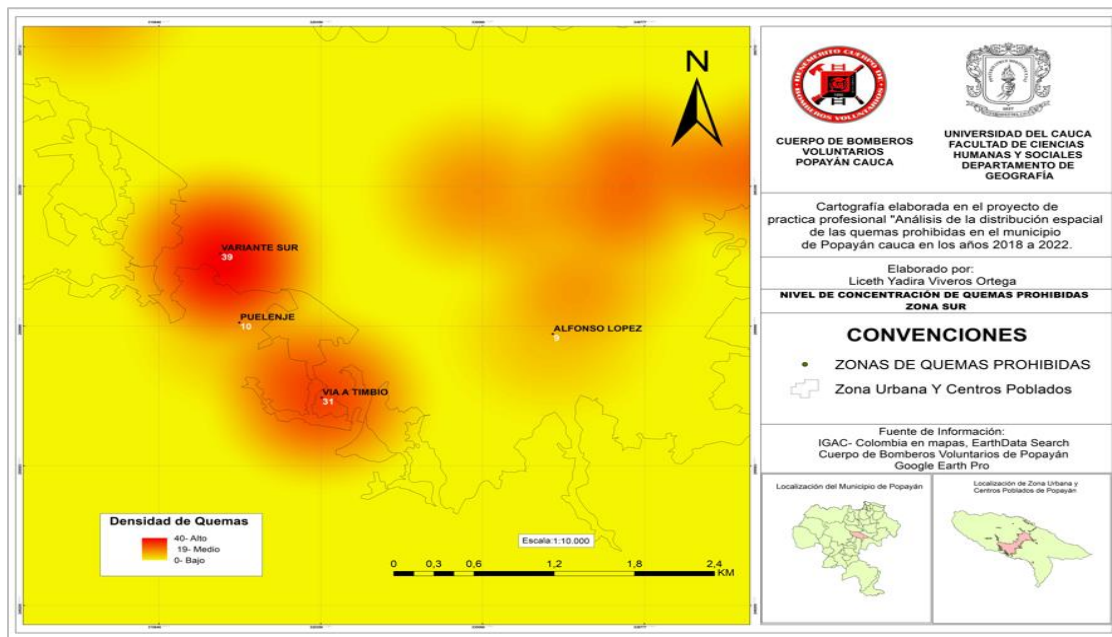 N
VARIANTE SUR
39
PUELENJE
10
ALFONSO LOPEZ
9
VIA A TIMBIO
31
Densidad de Quemas
40- Alto
19- Medio
0- Bajo
Escala:1:10.000
0 0,3 0,6 1,2 1,8 2,4
KM
BENEMERITO CUERPO DE
BOMBEROS VOLUNTARIOS
CUERPO DE BOMBEROS
VOLUNTARIOS
POPAYÁN CAUCA
UNIVERSIDAD DEL CAUCA
FACULTAD DE CIENCIAS
HUMANAS Y SOCIALES
DEPARTAMENTO DE
GEOGRAFÍA
Cartografía elaborada en el proyecto de
practica profesional "Análisis de la distribución espacial
de las quemas prohibidas en el municipio
de Popayán cauca en los años 2018 a 2022.
Elaborado por:
Liceth Yadira Viveros Ortega
NIVEL DE CONCENTRACIÓN DE QUEMAS PROHIBIDAS
ZONA SUR
CONVENCIONES
ZONAS DE QUEMAS PROHIBIDAS
Zona Urbana Y Centros Poblados
Fuente de Información:
IGAC- Colombia en mapas, EarthData Search
Cuerpo de Bomberos Voluntarios de Popayán
Google Earth Pro
Localización del Municipio de Popayán
Localización de Zona Urbana y
Centros Poblados de Popayán